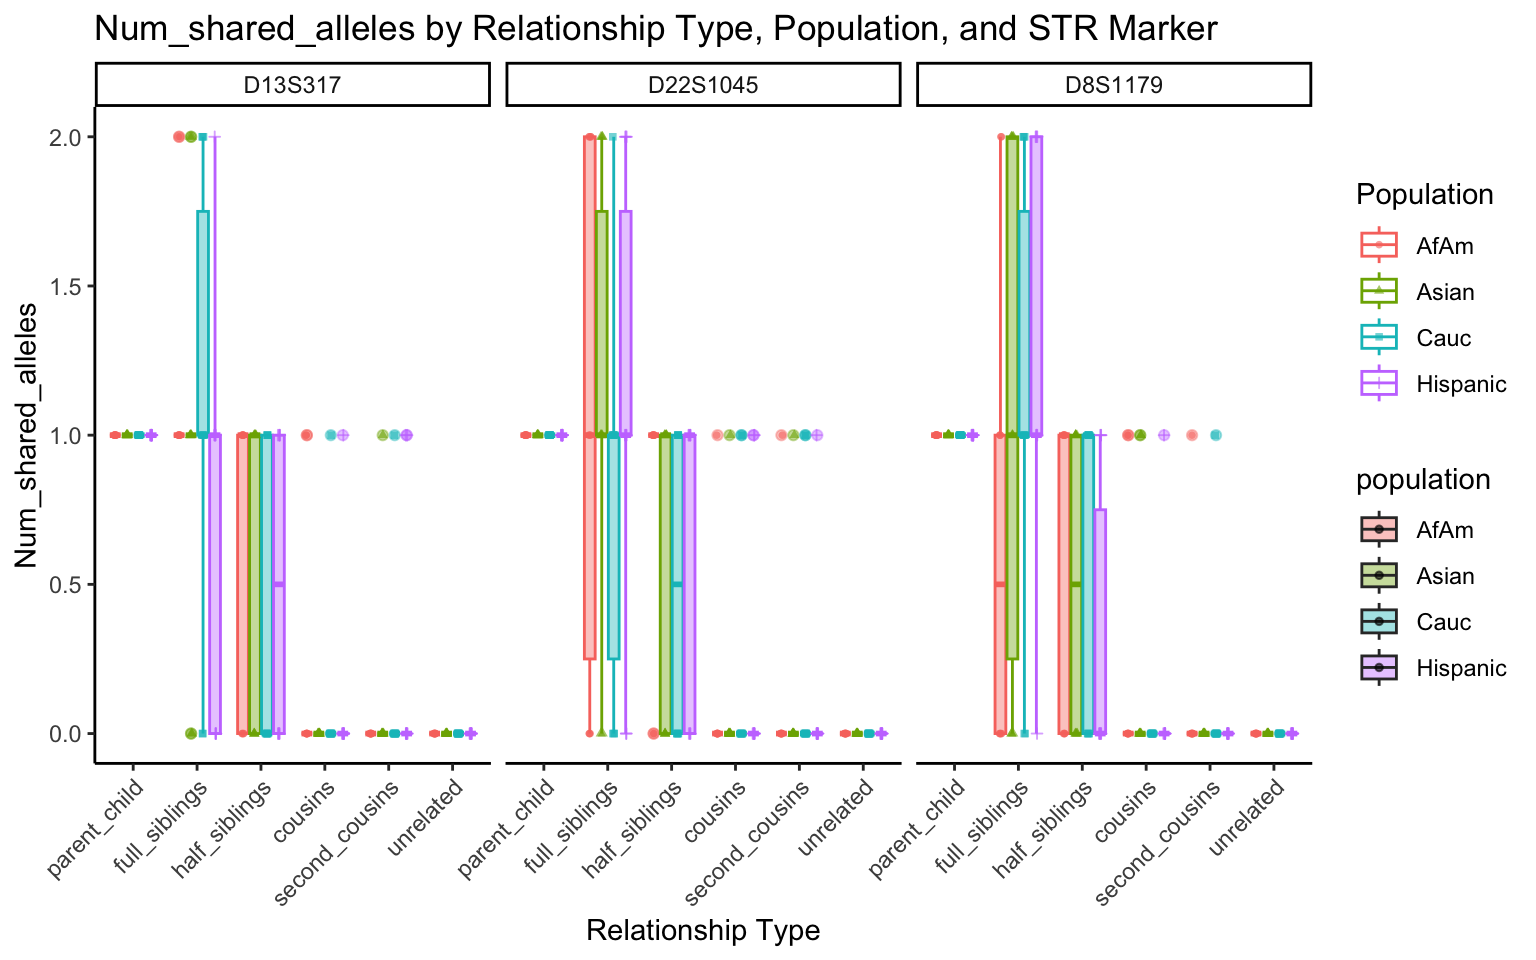 Num_shared_alleles by Relationship Type, Population, and STR Marker
D13S317
D22S1045
D8S1179
Num_shared_alleles
2.0
1.5
1.0
0.5
0.0
parent_child
full_siblings
half_siblings
cousins
second_cousins
unrelated
parent_child
full_siblings
half_siblings
cousins
second_cousins
unrelated
parent_child
full_siblings
half_siblings
cousins
second_cousins
unrelated
Relationship Type
Population
AfAm
Asian
Cauc
Hispanic
population
AfAm
Asian
Cauc
Hispanic